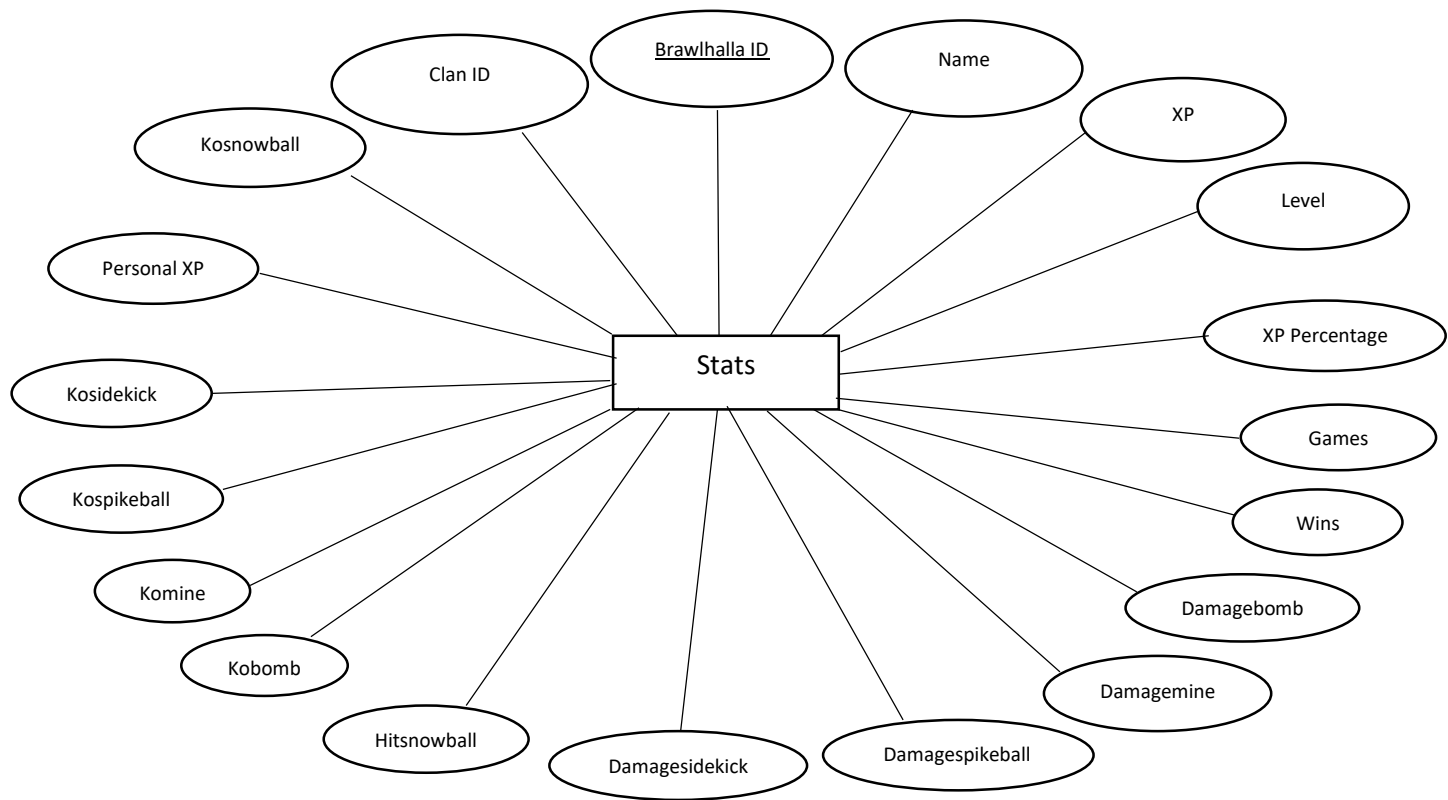 Brawlhalla ID
Name
Clan ID
XP
Kosnowball
Level
Personal XP
XP Percentage
Stats
Kosidekick
Games
Kospikeball
Wins
Komine
Damagebomb
Kobomb
Damagemine
Hitsnowball
Damagespikeball
Damagesidekick